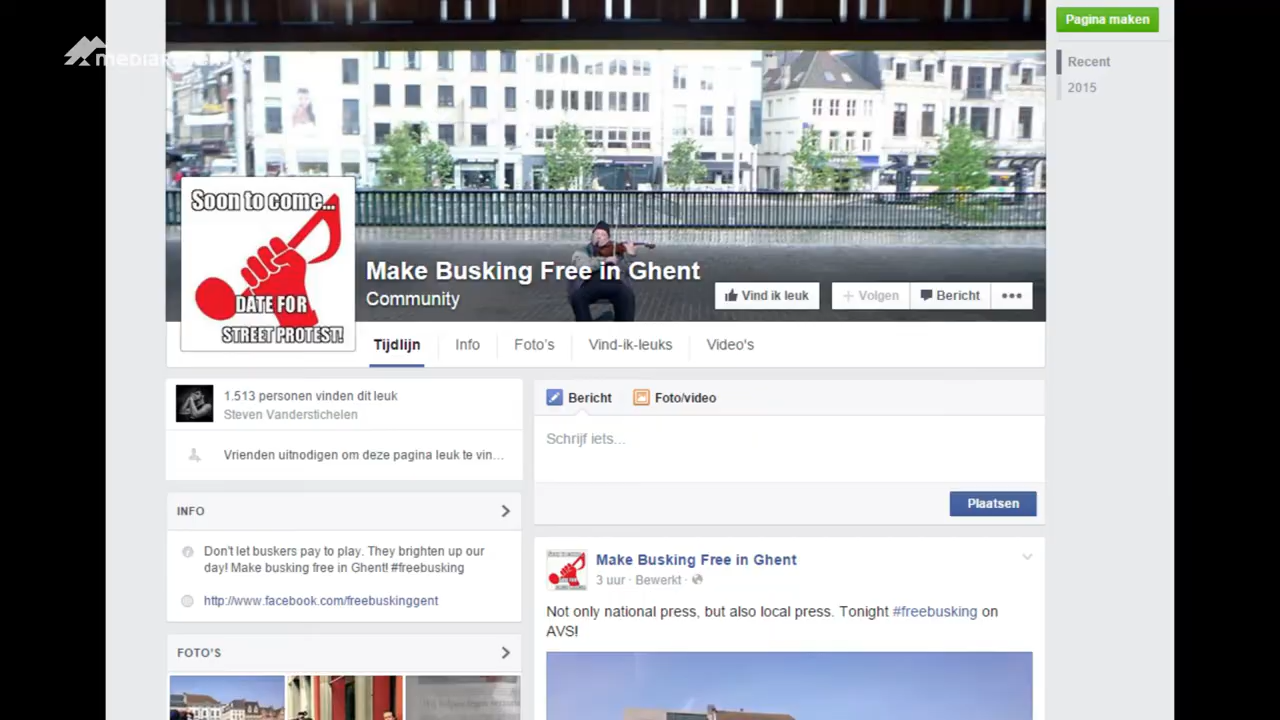 Pagina maken
Recent
2015
Soon to come...
DATE FOR
STREET PROTEST!
Make Busking Free in Ghent
Community
Vind ik leuk
Volgen
Bericht
Tijdlijn
Info
Foto's
Vind-ik-leuks
Video's
1.513 personen vinden dit leuk
Steven Vanderstichelen
Vrienden uitnodigen om deze pagina leuk te vin...
INFO
Don't let buskers pay to play. They brighten up our
day! Make busking free in Ghent! #freebusking
http://www.facebook.com/freebuskinggent
FOTO'S
Bericht
Foto/video
Schrijf iets...
Plaatsen
Make Busking Free in Ghent
3 uur · Bewerkt ·
Not only national press, but also local press. Tonight #freebusking on
AVS!